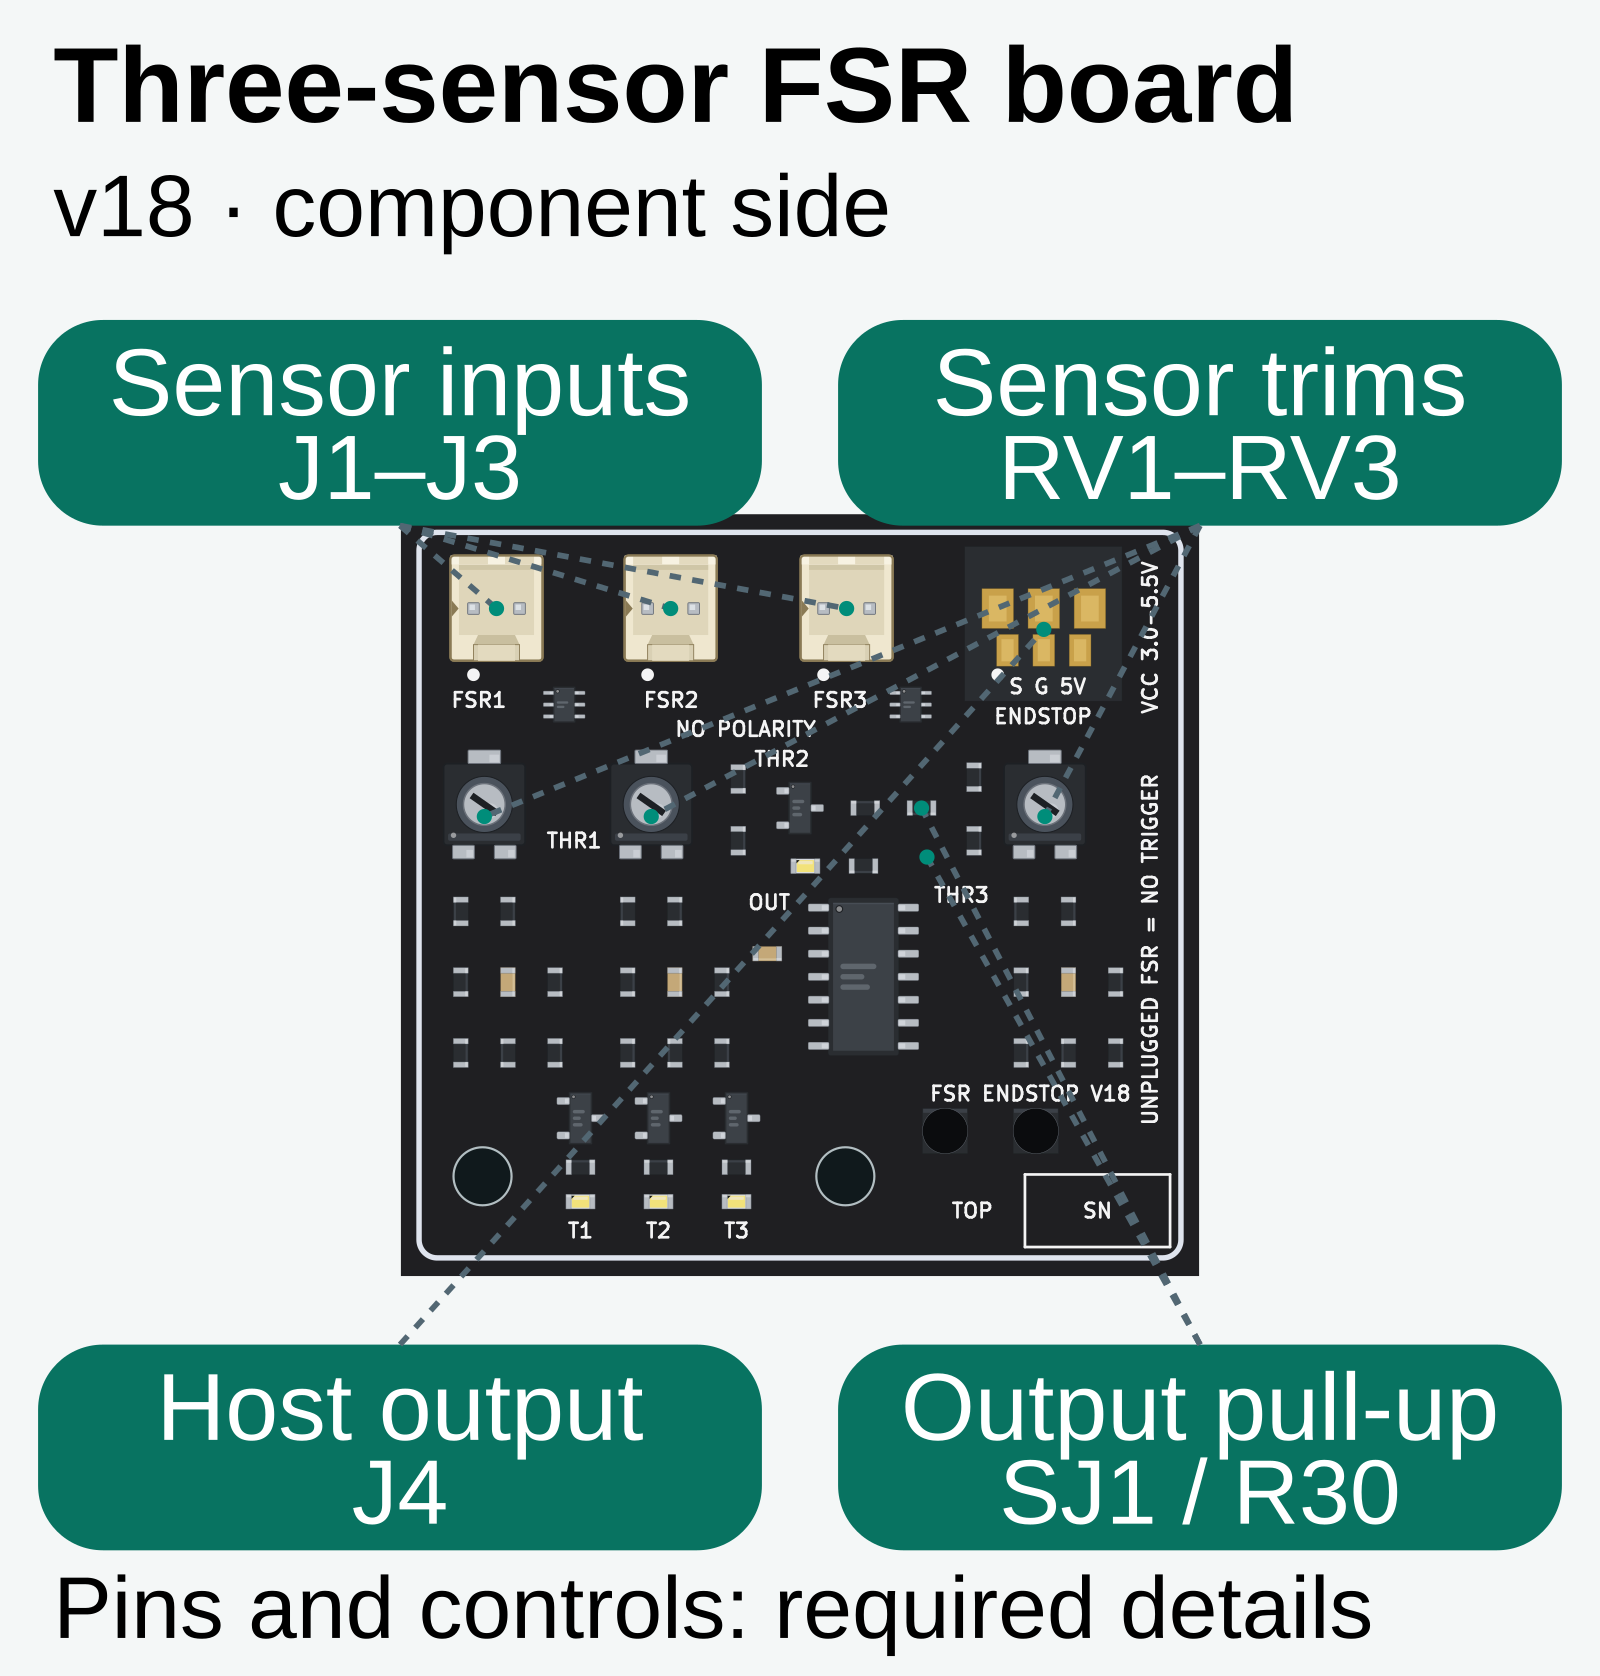 Three-sensor FSR board
v18 · component side
Sensor inputs
J1–J3
Sensor trims
RV1–RV3
VCC 3.0-5.5V
S G 5V
FSR1
FSR2
FSR3
ENDSTOP
NO POLARITY
THR2
THR1
UNPLUGGED FSR = NO TRIGGER
OUT
THR3
FSR ENDSTOP V18
TOP
SN
T1
T2
T3
Host output
J4
Output pull-up
SJ1 / R30
Pins and controls: required details